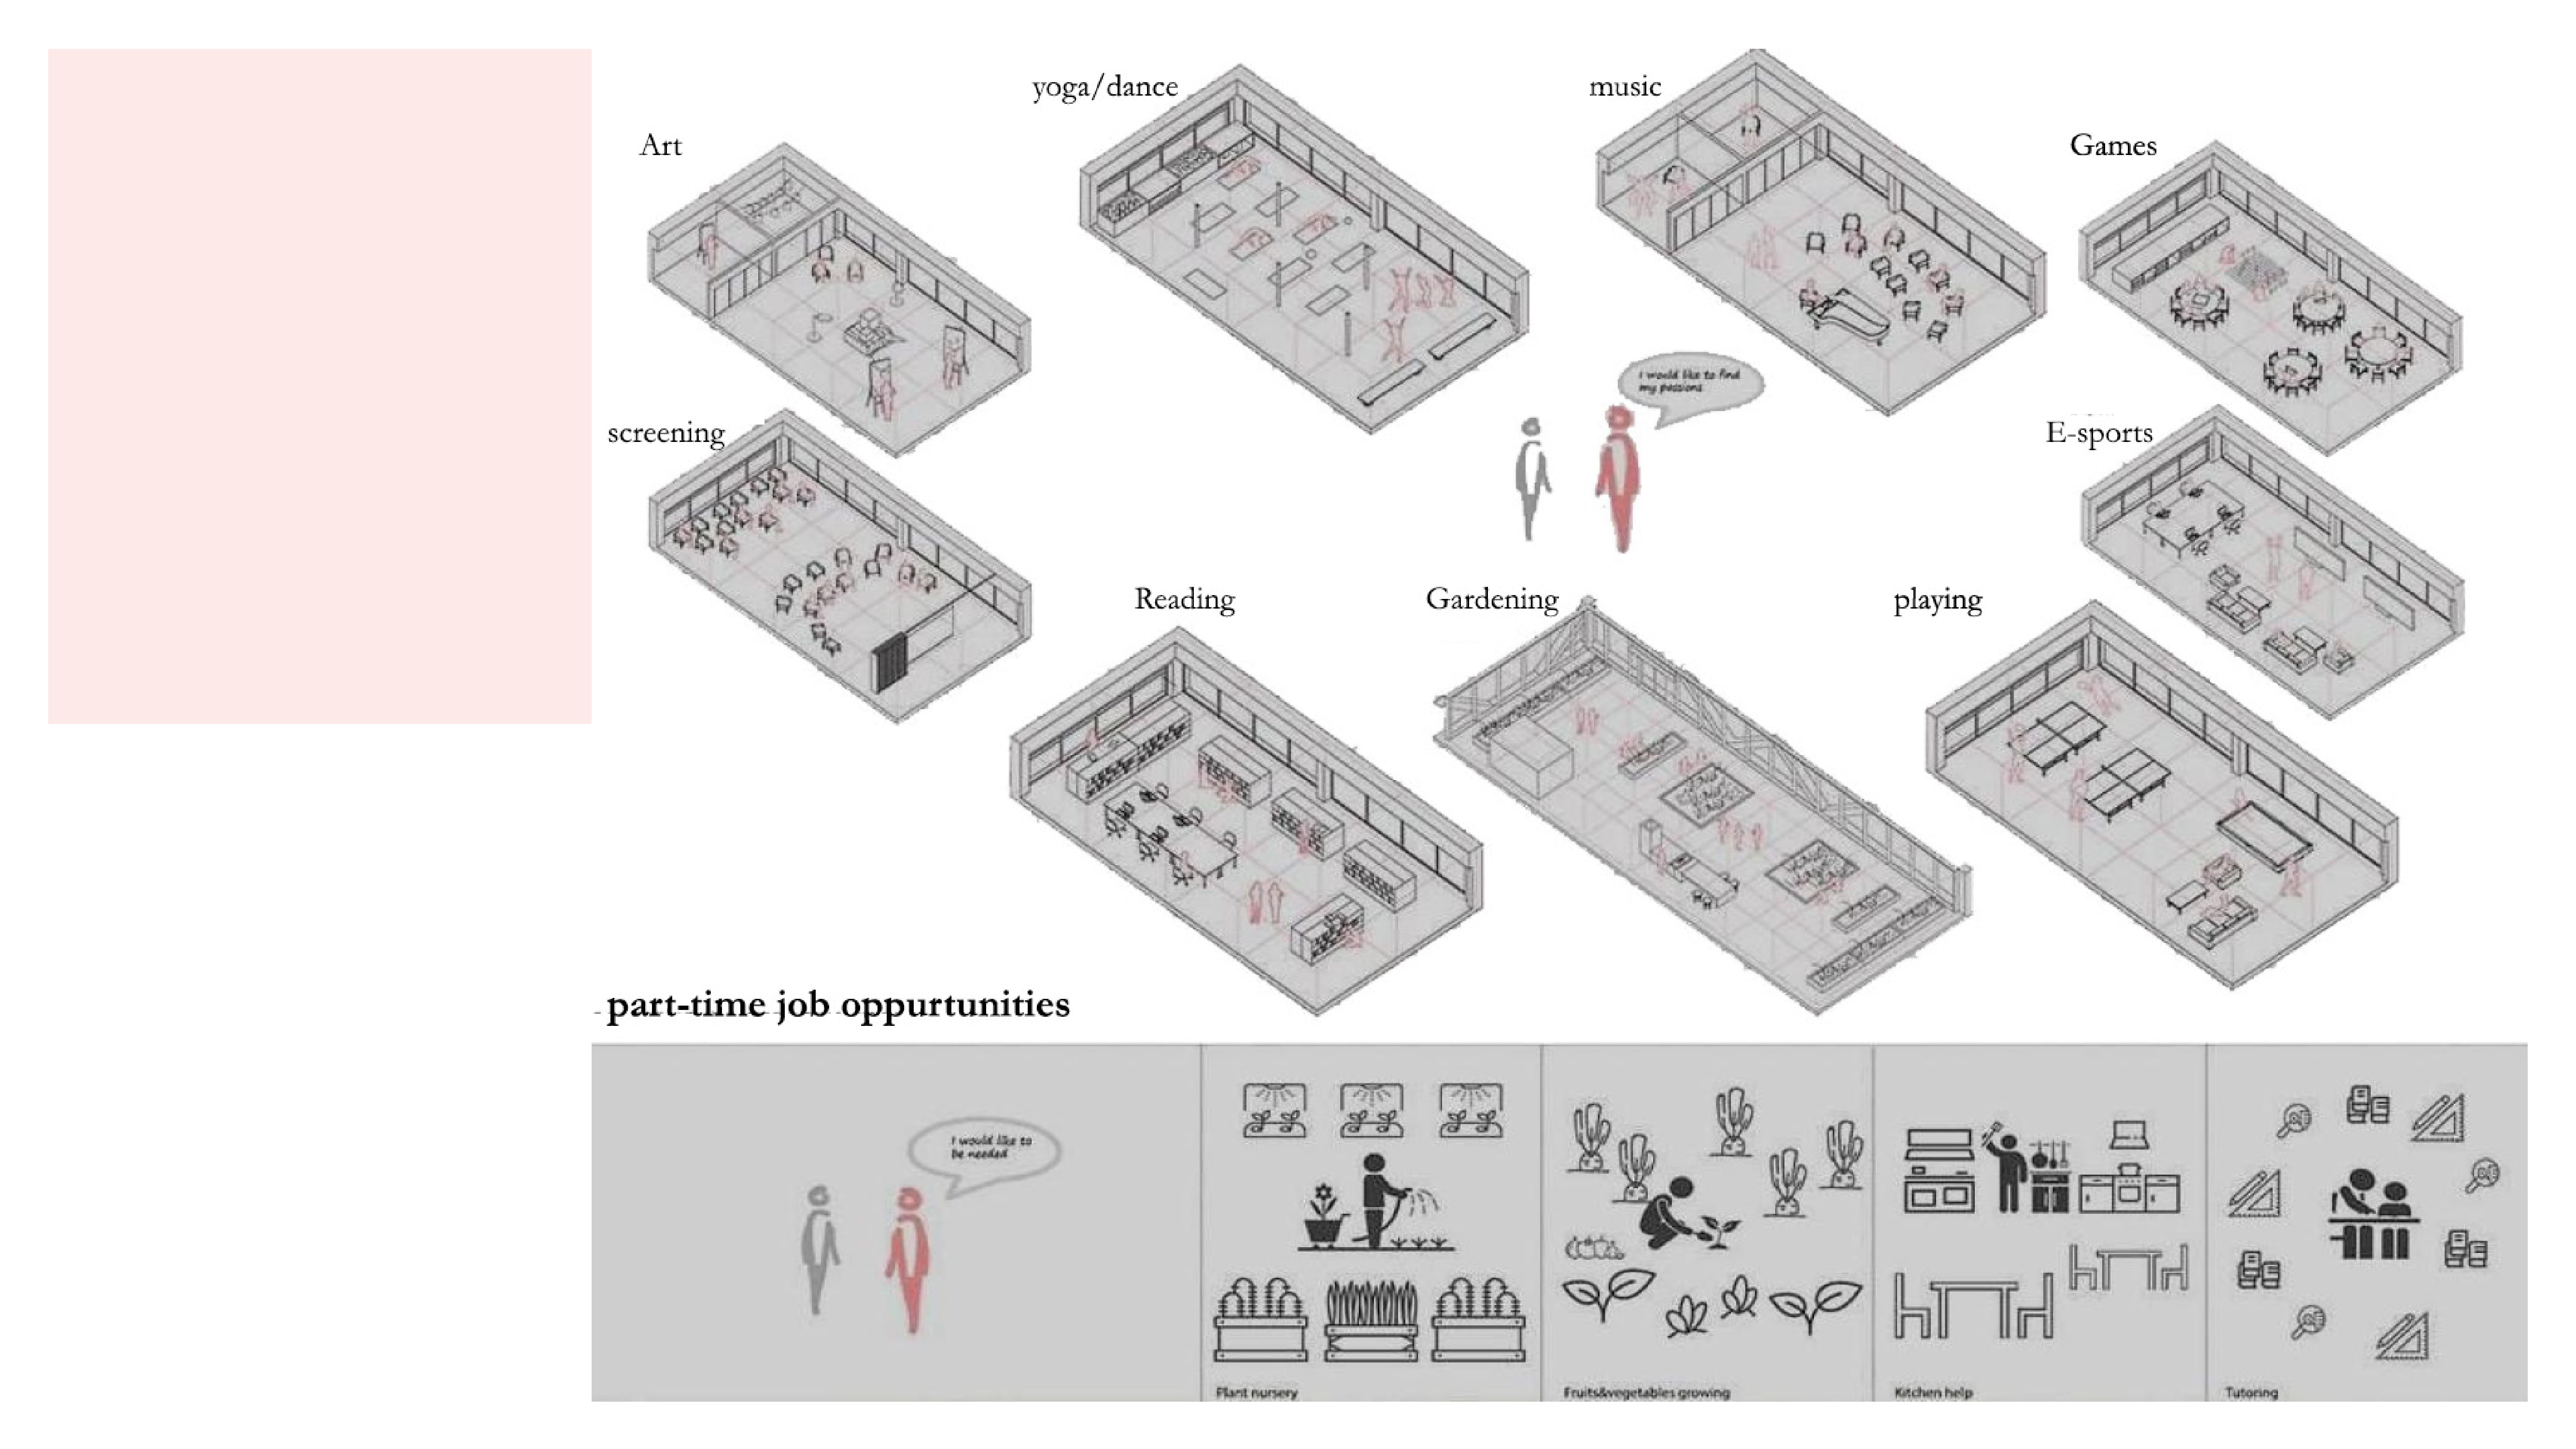 yoga/dance
music
Art
Games
I would like to find
my passions
screening
E-sports
Reading
Gardening
playing
part-time job oppurtunities
I would like to
be needed
Plant nursery
Fruits&vegetables growing
Kitchen help
Tutoring